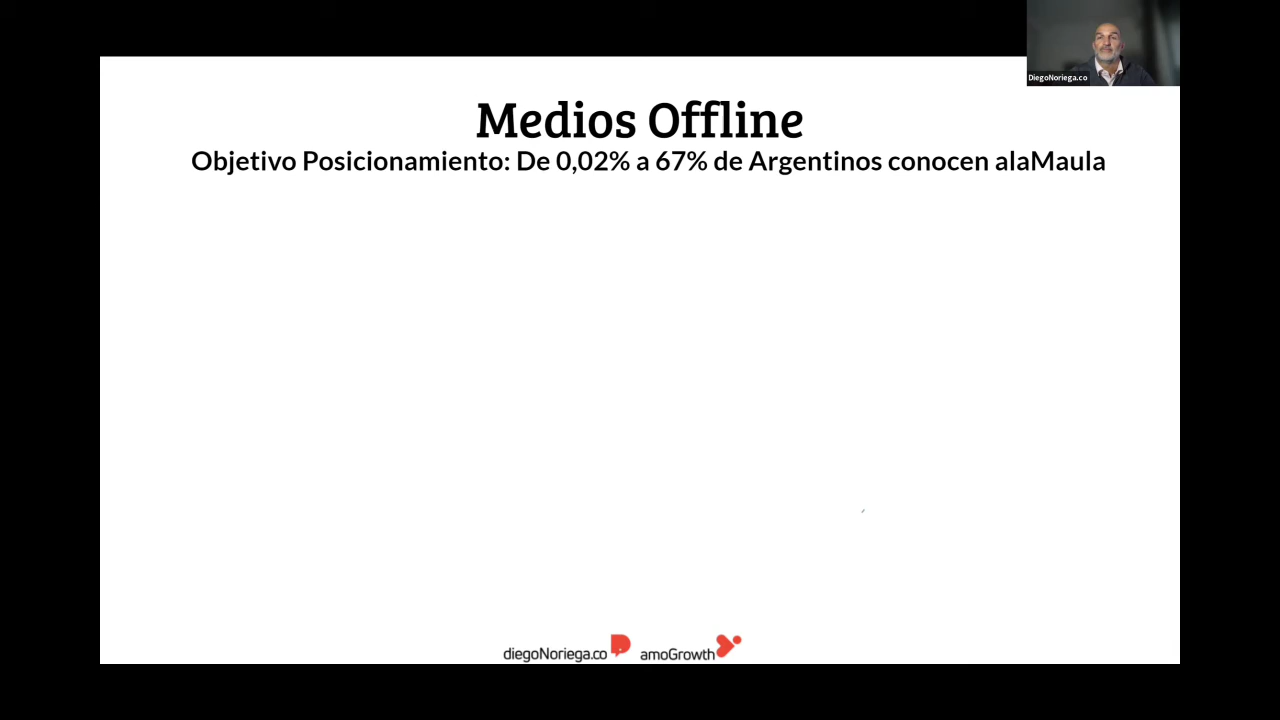 DiegoNoriega.co
Medios Offline
Objetivo Posicionamiento: De 0,02% a 67% de Argentinos conocen alaMaula
diegoNoriega.co amoGrowth